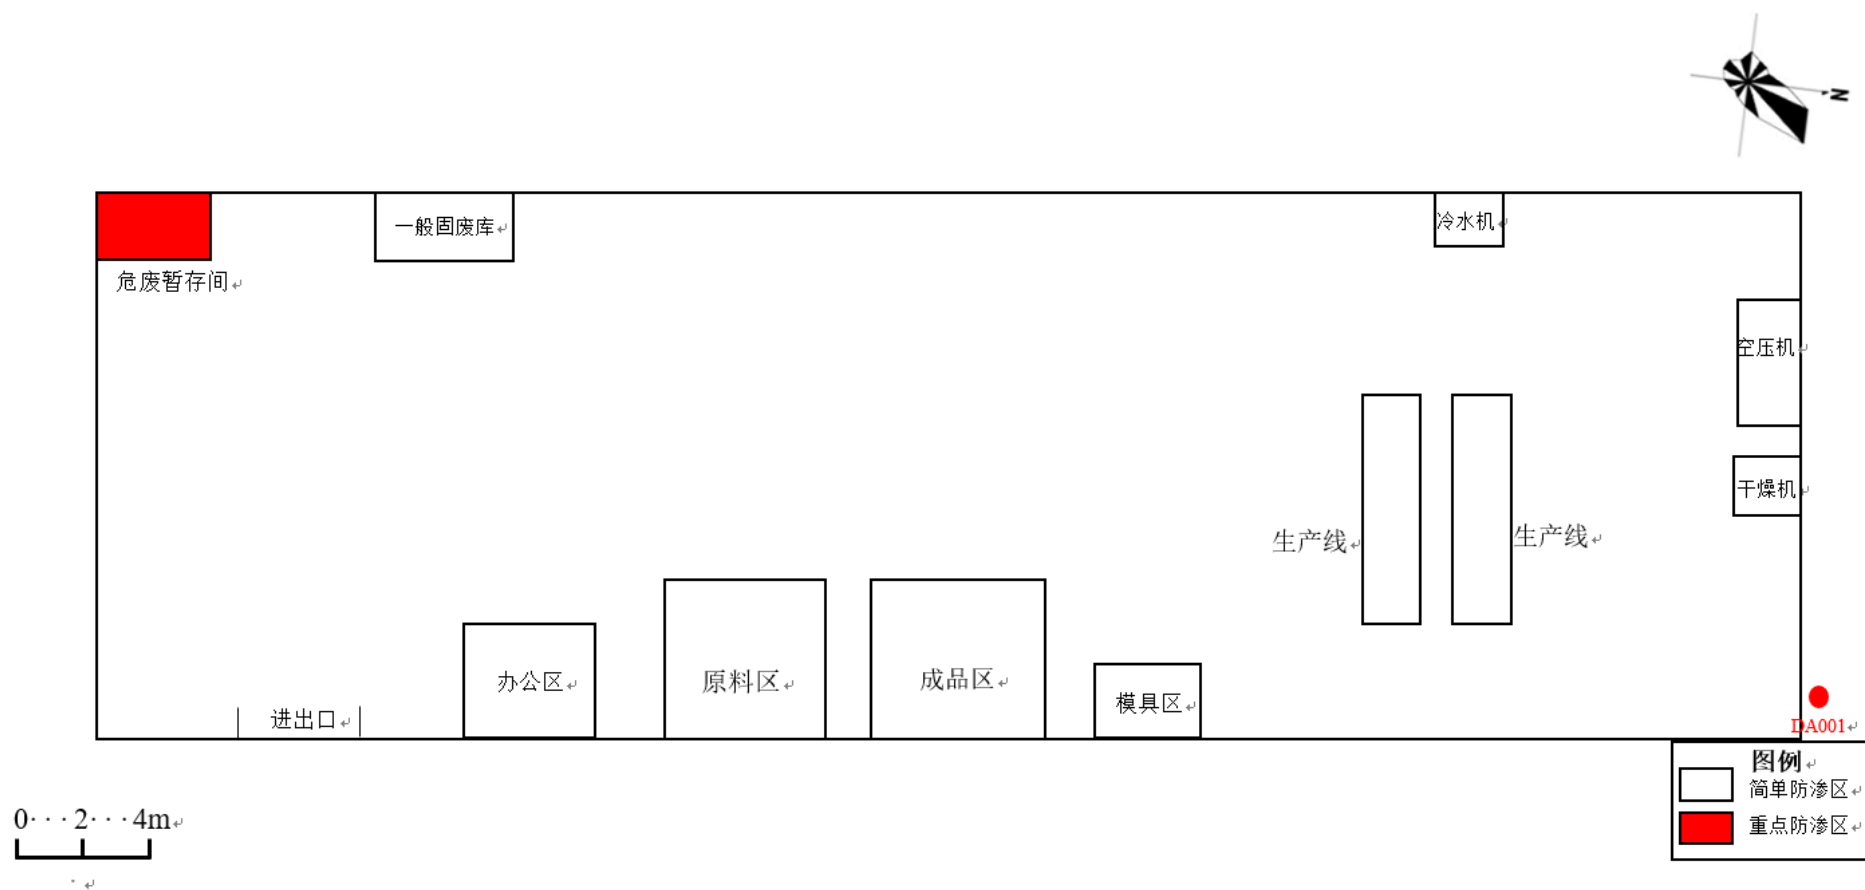 N
一般固废库
冷水机
危废暂存间
空压机
干燥机
生产线
生产线
办公区
原料区
成品区
模具区
进出口
DA001
图例
简单防渗区
重点防渗区
0···2···4m